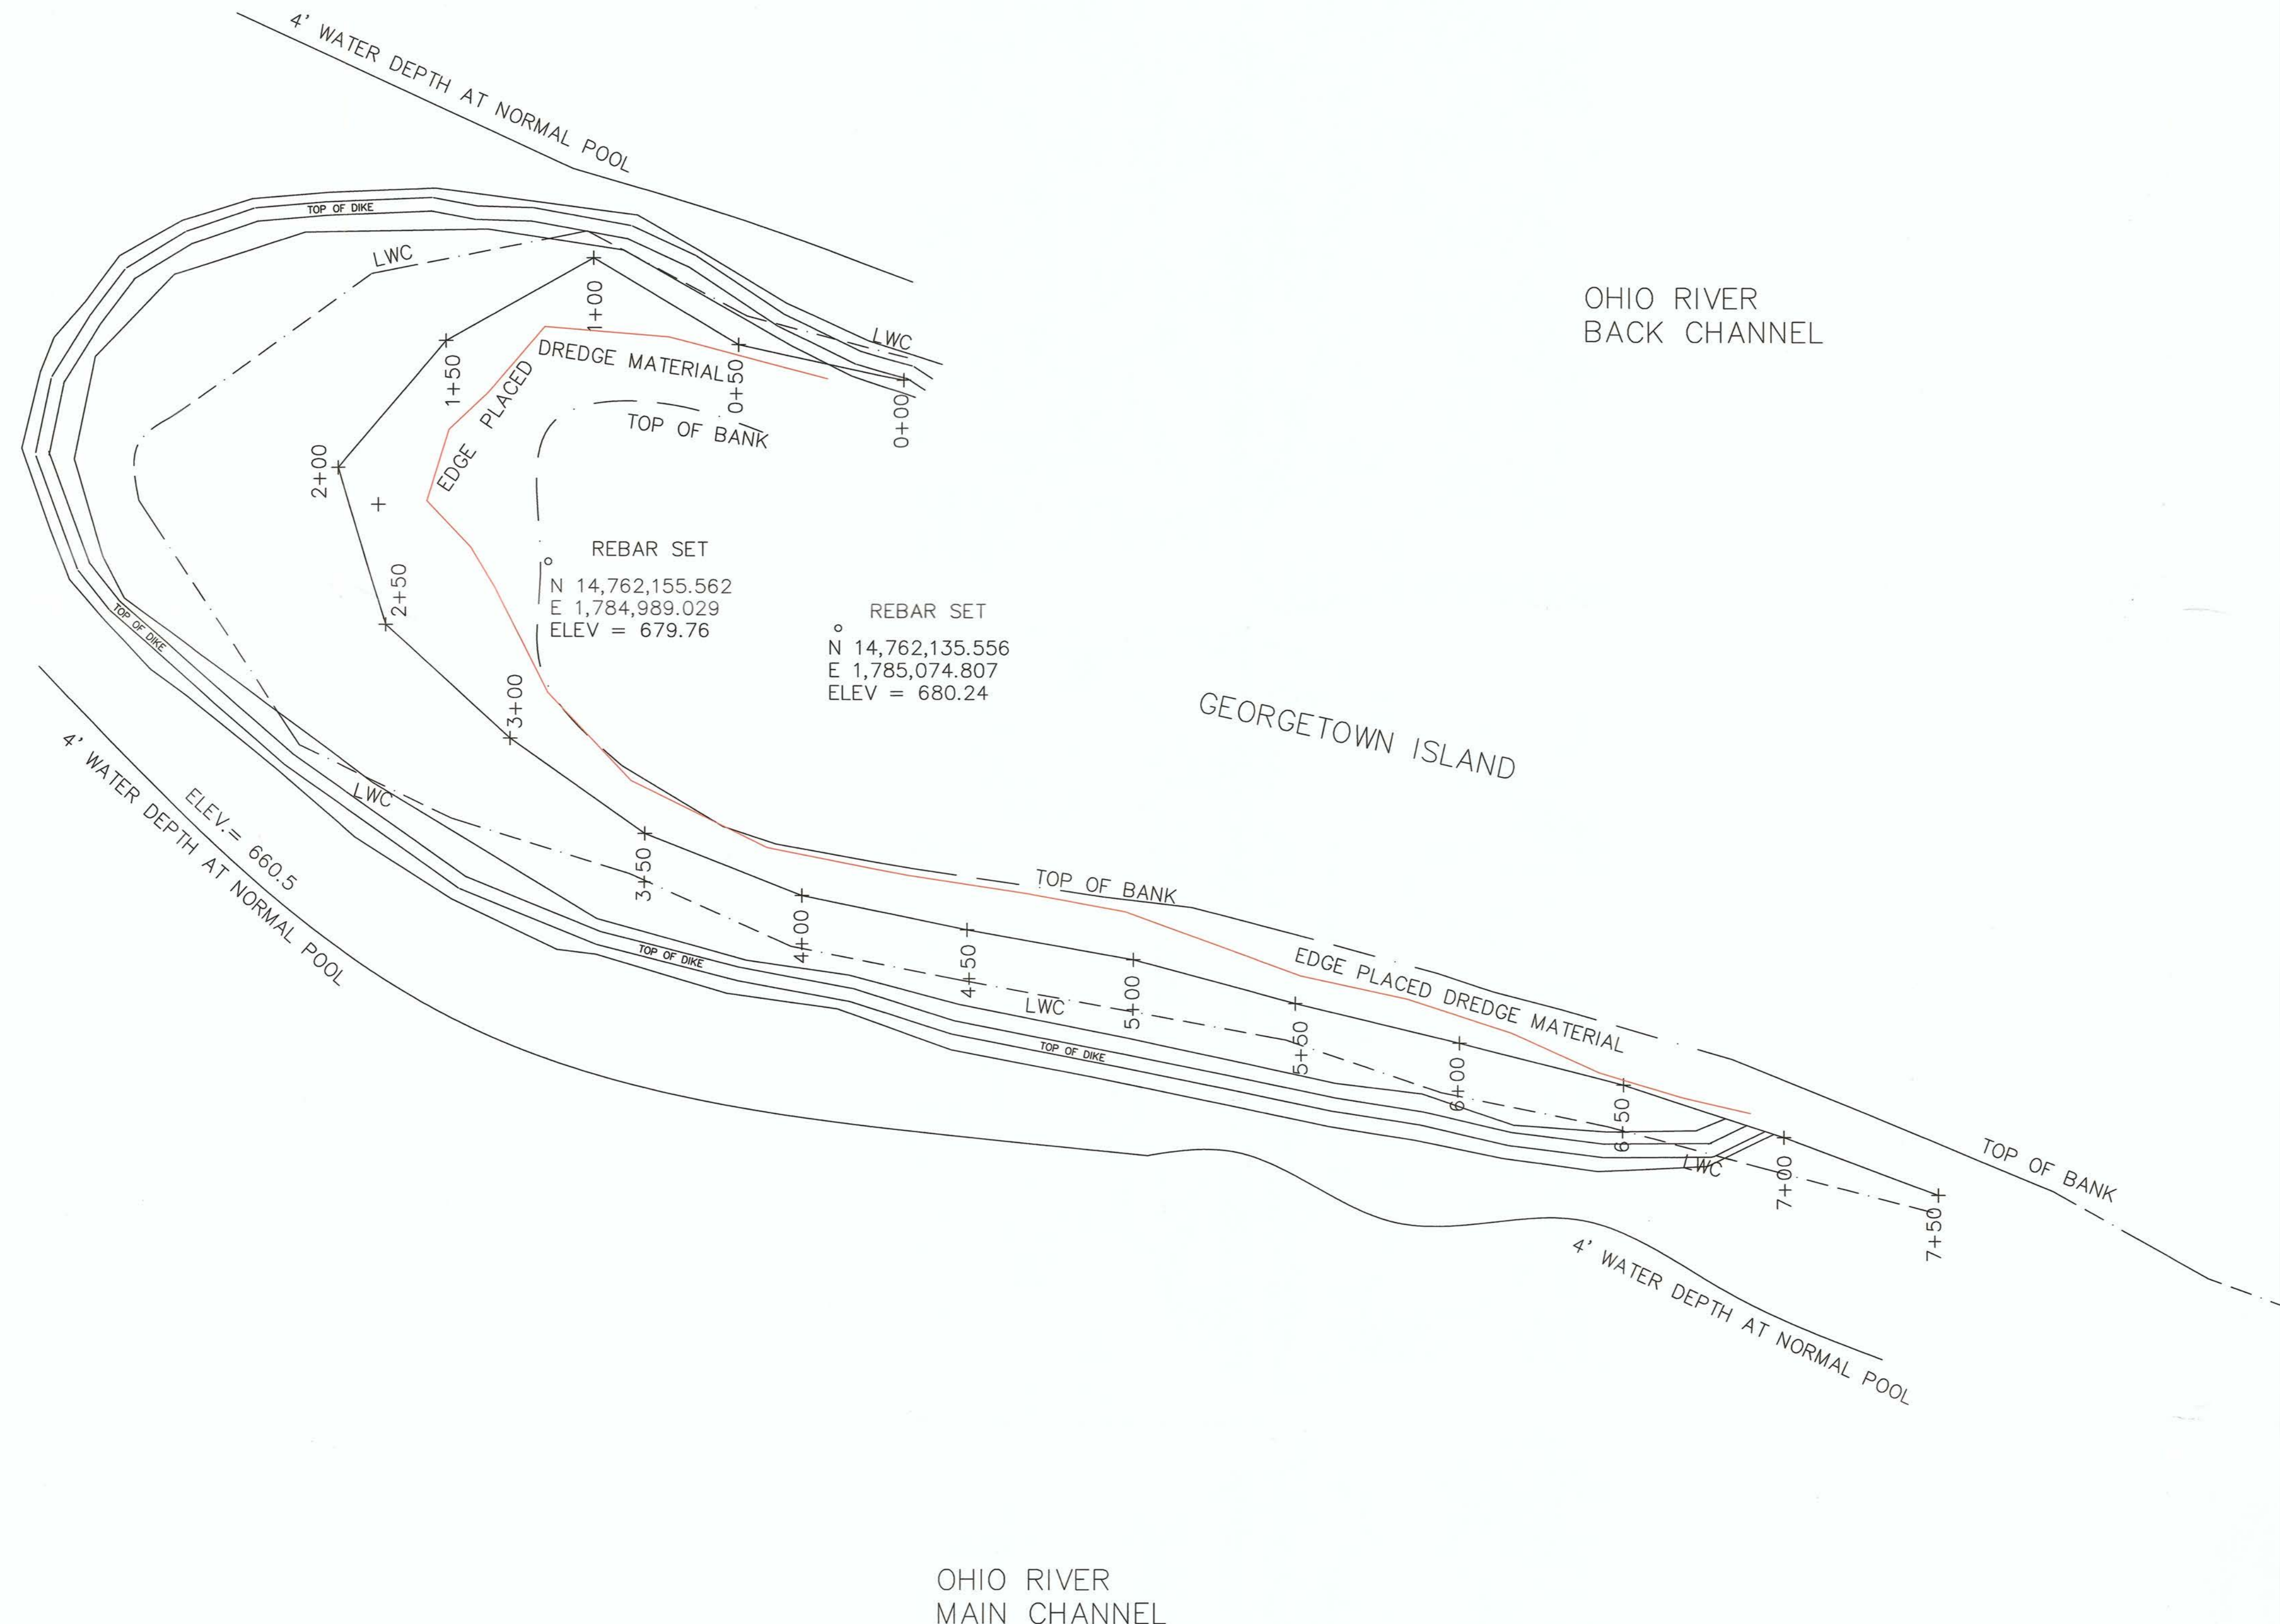 4' WATER DEPTH AT NORMAL POOL
TOP OF DIKE
LWC
OHIO RIVER
BACK CHANNEL
1+00
LWC
DREDGE MATERIAL
1+50
0+50
EDGE PLACED
0+00
TOP OF BANK
2+00
REBAR SET
N 14,762,155.562
E 1,784,989.029
ELEV = 679.76
2+50
REBAR SET
N 14,762,135.556
E 1,785,074.807
ELEV = 680.24
TOP OF DIKE
3+00
GEORGETOWN ISLAND
4' WATER DEPTH AT NORMAL POOL
ELEV.= 660.5
LWC
3+50
TOP OF BANK
4+00
TOP OF DIKE
4+50
5+00
LWC
EDGE PLACED DREDGE MATERIAL
TOP OF DIKE
5+50
6+00
6+50
LWC
7+00
TOP OF BANK
7+50
4' WATER DEPTH AT NORMAL POOL
OHIO RIVER
MAIN CHANNEL